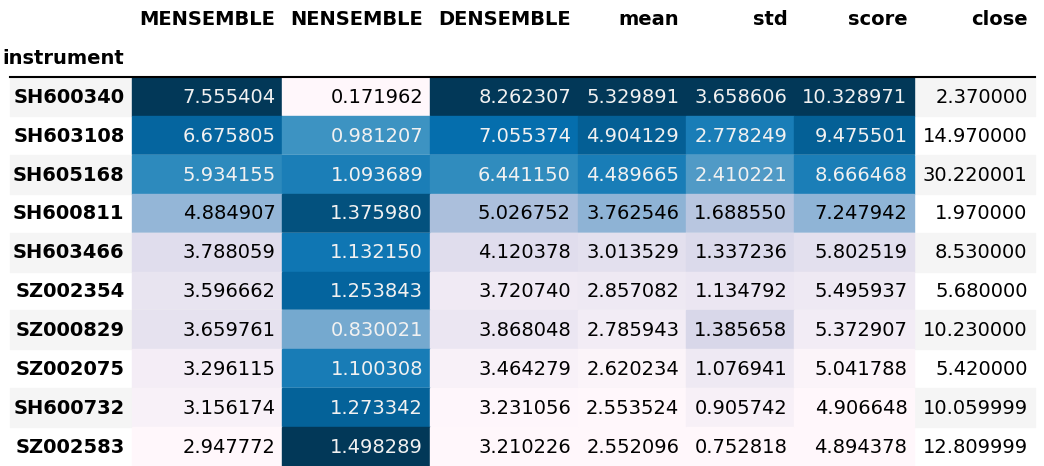 MENSEMBLE NENSEMBLE DENSEMBLE mean std score close
instrument
SH600340 7.555404 0.171962 8.262307 5.329891 3.658606 10.328971 2.370000
SH603108 6.675805 0.981207 7.055374 4.904129 2.778249 9.475501 14.970000
SH605168 5.934155 1.093689 6.441150 4.489665 2.410221 8.666468 30.220001
SH600811 4.884907 1.375980 5.026752 3.762546 1.688550 7.247942 1.970000
SH603466 3.788059 1.132150 4.120378 3.013529 1.337236 5.802519 8.530000
SZ002354 3.596662 1.253843 3.720740 2.857082 1.134792 5.495937 5.680000
SZ000829 3.659761 0.830021 3.868048 2.785943 1.385658 5.372907 10.230000
SZ002075 3.296115 1.100308 3.464279 2.620234 1.076941 5.041788 5.420000
SH600732 3.156174 1.273342 3.231056 2.553524 0.905742 4.906648 10.059999
SZ002583 2.947772 1.498289 3.210226 2.552096 0.752818 4.894378 12.809999